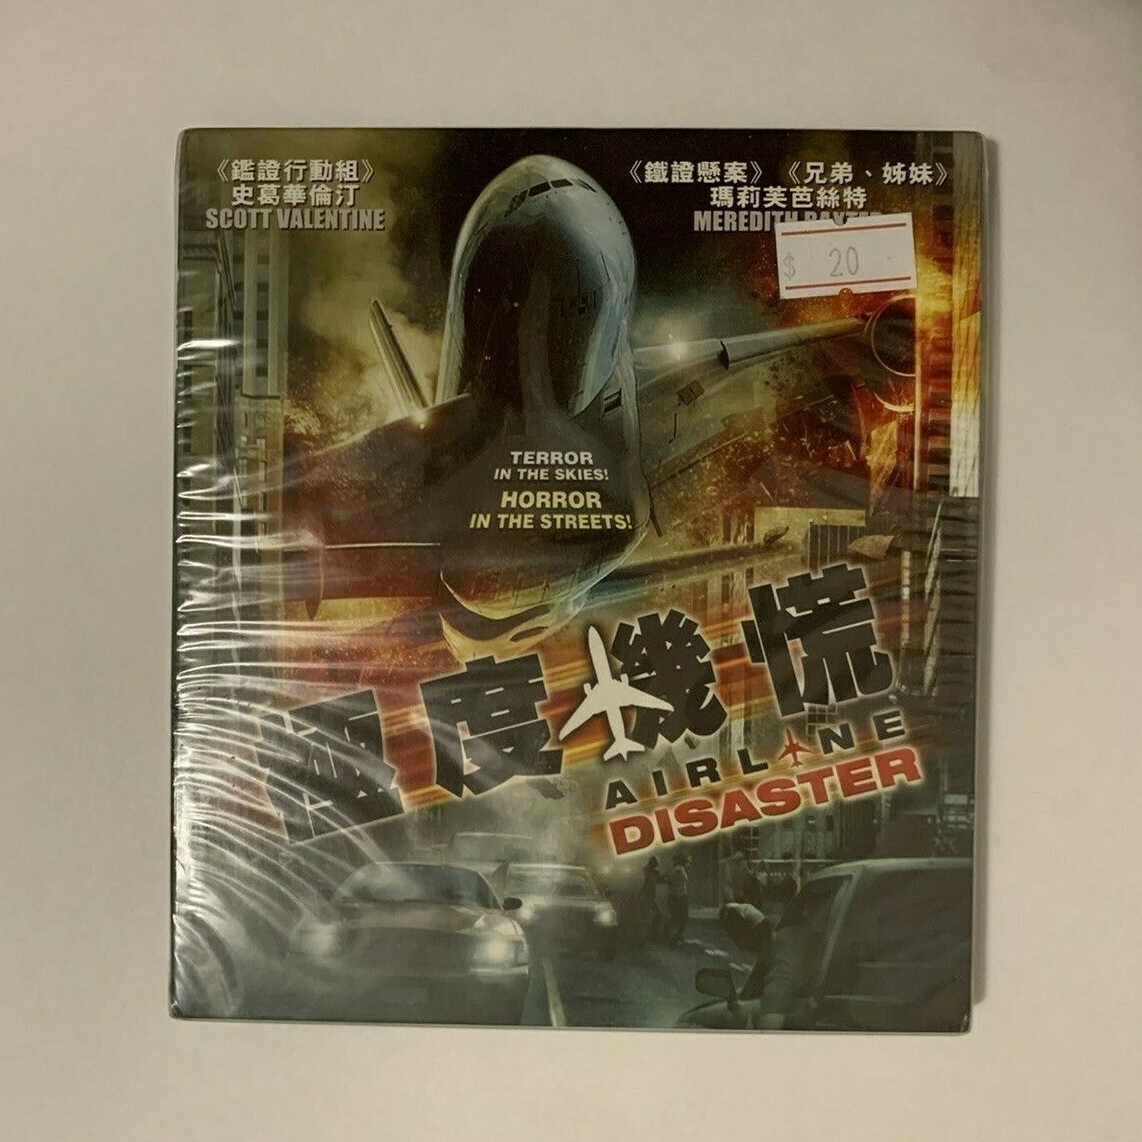 《鑑證行動組》
史葛華倫汀
SCOTT VALENTINE
《鐵證懸案》 《兄弟、姊妹》
瑪莉芙芭絲特
MEREDITH BAXTER
$ 20
TERROR
IN THE SKIES!
HORROR
IN THE STREETS!
極度機慌
AIRLINE
DISASTER